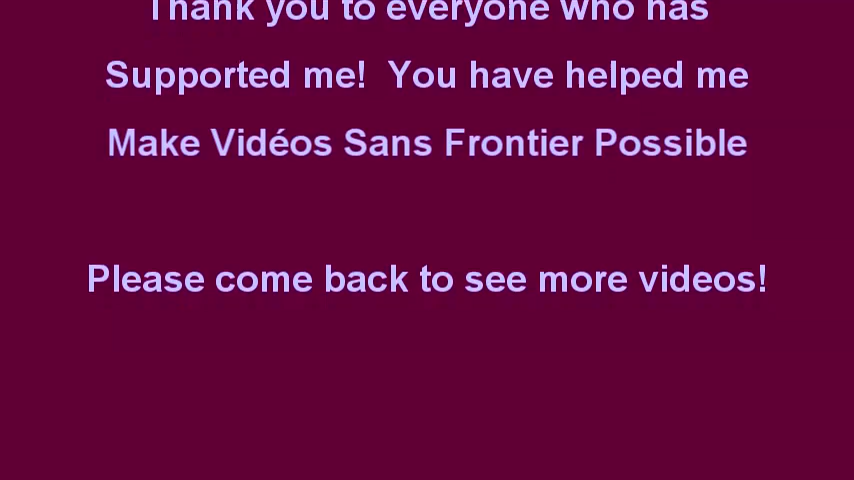 Thank you to everyone who has
Supported me!  You have helped me
Make Vidéos Sans Frontier Possible
Please come back to see more videos!